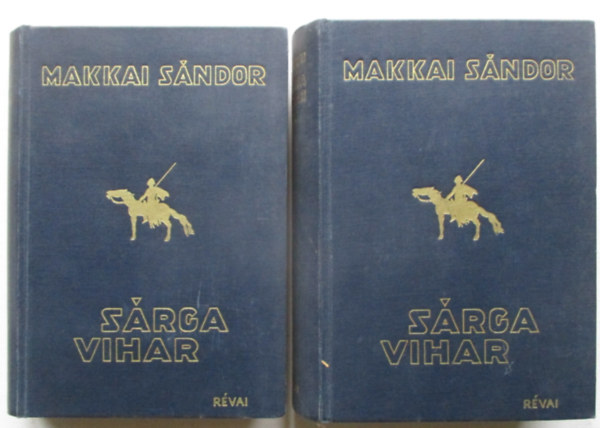 MAKKAI SÁNDOR
SÁRGA
VIHAR
RÉVAI
MAKKAI SÁNDOR
SÁRGA
VIHAR
RÉVAI